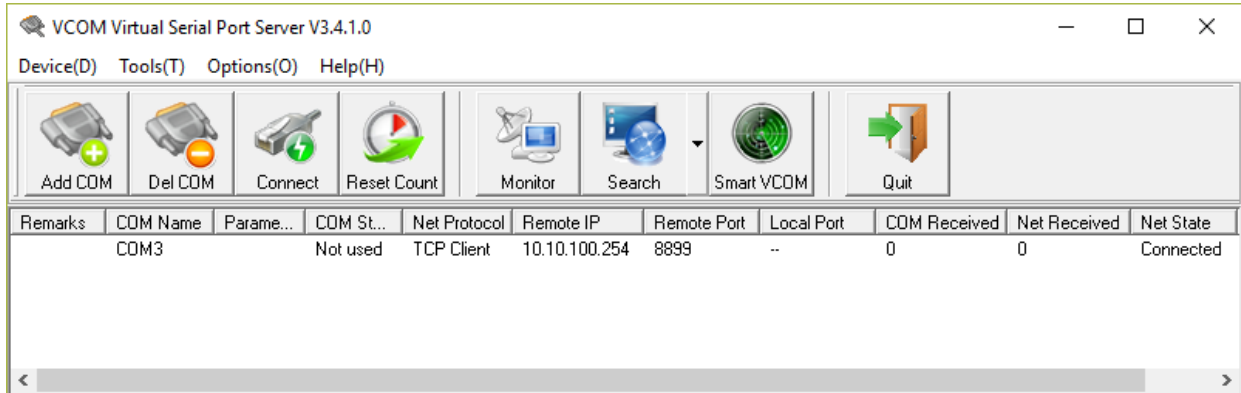 VCOM Virtual Serial Port Server V3.4.1.0
Device(D) Tools(T) Options(O) Help(H)
Add COM Del COM Connect Reset Count Monitor Search Smart VCOM Quit
Remarks COM Name Parame... COM St... Net Protocol Remote IP Remote Port Local Port COM Received Net Received Net State
COM3 Not used TCP Client 10.10.100.254 8899 -- 0 0 Connected